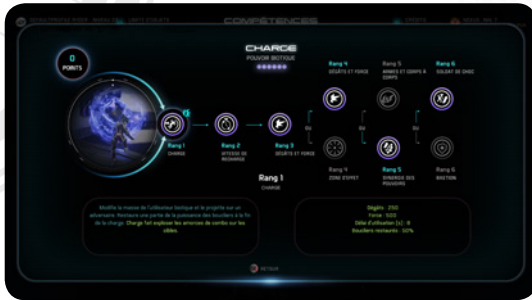 COMPÉTENCES
CRÉDITS
0
POINTS
CHARGE
POUVOIR BIOTIQUE
Rang 4
DÉGÂTS ET FORCE
Rang 5
ARMES ET CORPS À
CORPS
Rang 6
SOLDAT DE CHOC
Rang 1
CHARGE
Rang 2
VITESSE DE
RECHARGE
Rang 3
DÉGÂTS ET FORCE
OU
OU
Rang 4
ZONE D'EFFET
Rang 5
SYNERGIE DES
POUVOIRS
Rang 6
BASTION
Rang 1
CHARGE
Modifie la masse de l'utilisateur biotique et le projette sur un
adversaire. Restaure une partie de la puissance des boucliers à la fin
de la charge. Charge fait exploser les amorces de combo sur les
cibles.
Dégâts : 250
Force : 500
Délai d'utilisation (s) : 8
Boucliers restaurés : 50%
RETOUR